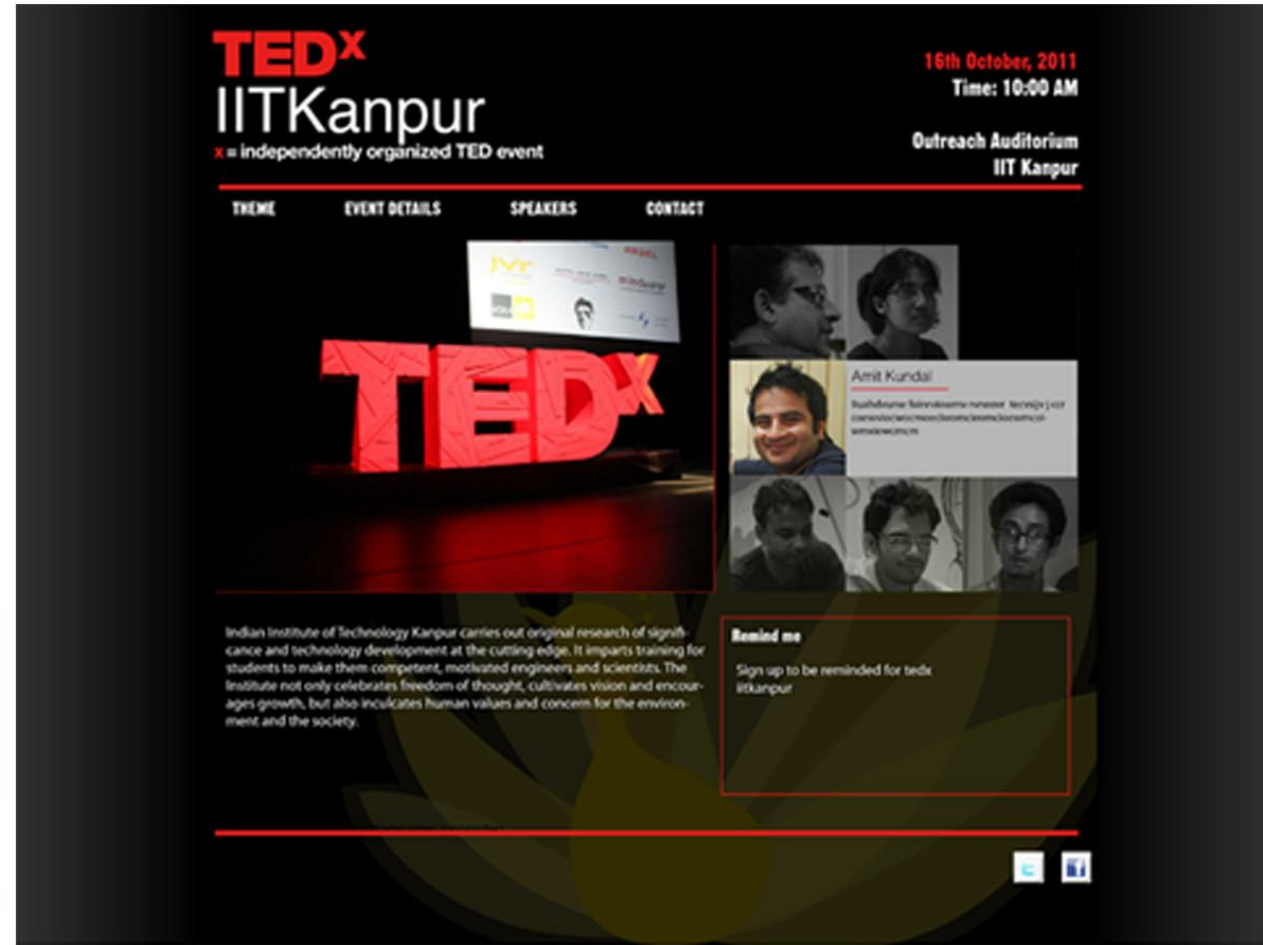 TEDx
IITKanpur
x = independently organized TED event
16th October, 2011
Time: 10:00 AM
Outreach Auditorium
IIT Kanpur
THEME EVENT DETAILS SPEAKERS CONTACT
jvr
TEDx
Amit Kundal
Indian Institute of Technology Kanpur carries out original research of signifi-
cance and technology development at the cutting edge. It imparts training for
students to make them competent, motivated engineers and scientists. The
Institute not only celebrates freedom of thought, cultivates vision and encour-
ages growth, but also inculcates human values and concern for the environ-
ment and the society.
Remind me
Sign up to be reminded for tedx
iitkanpur